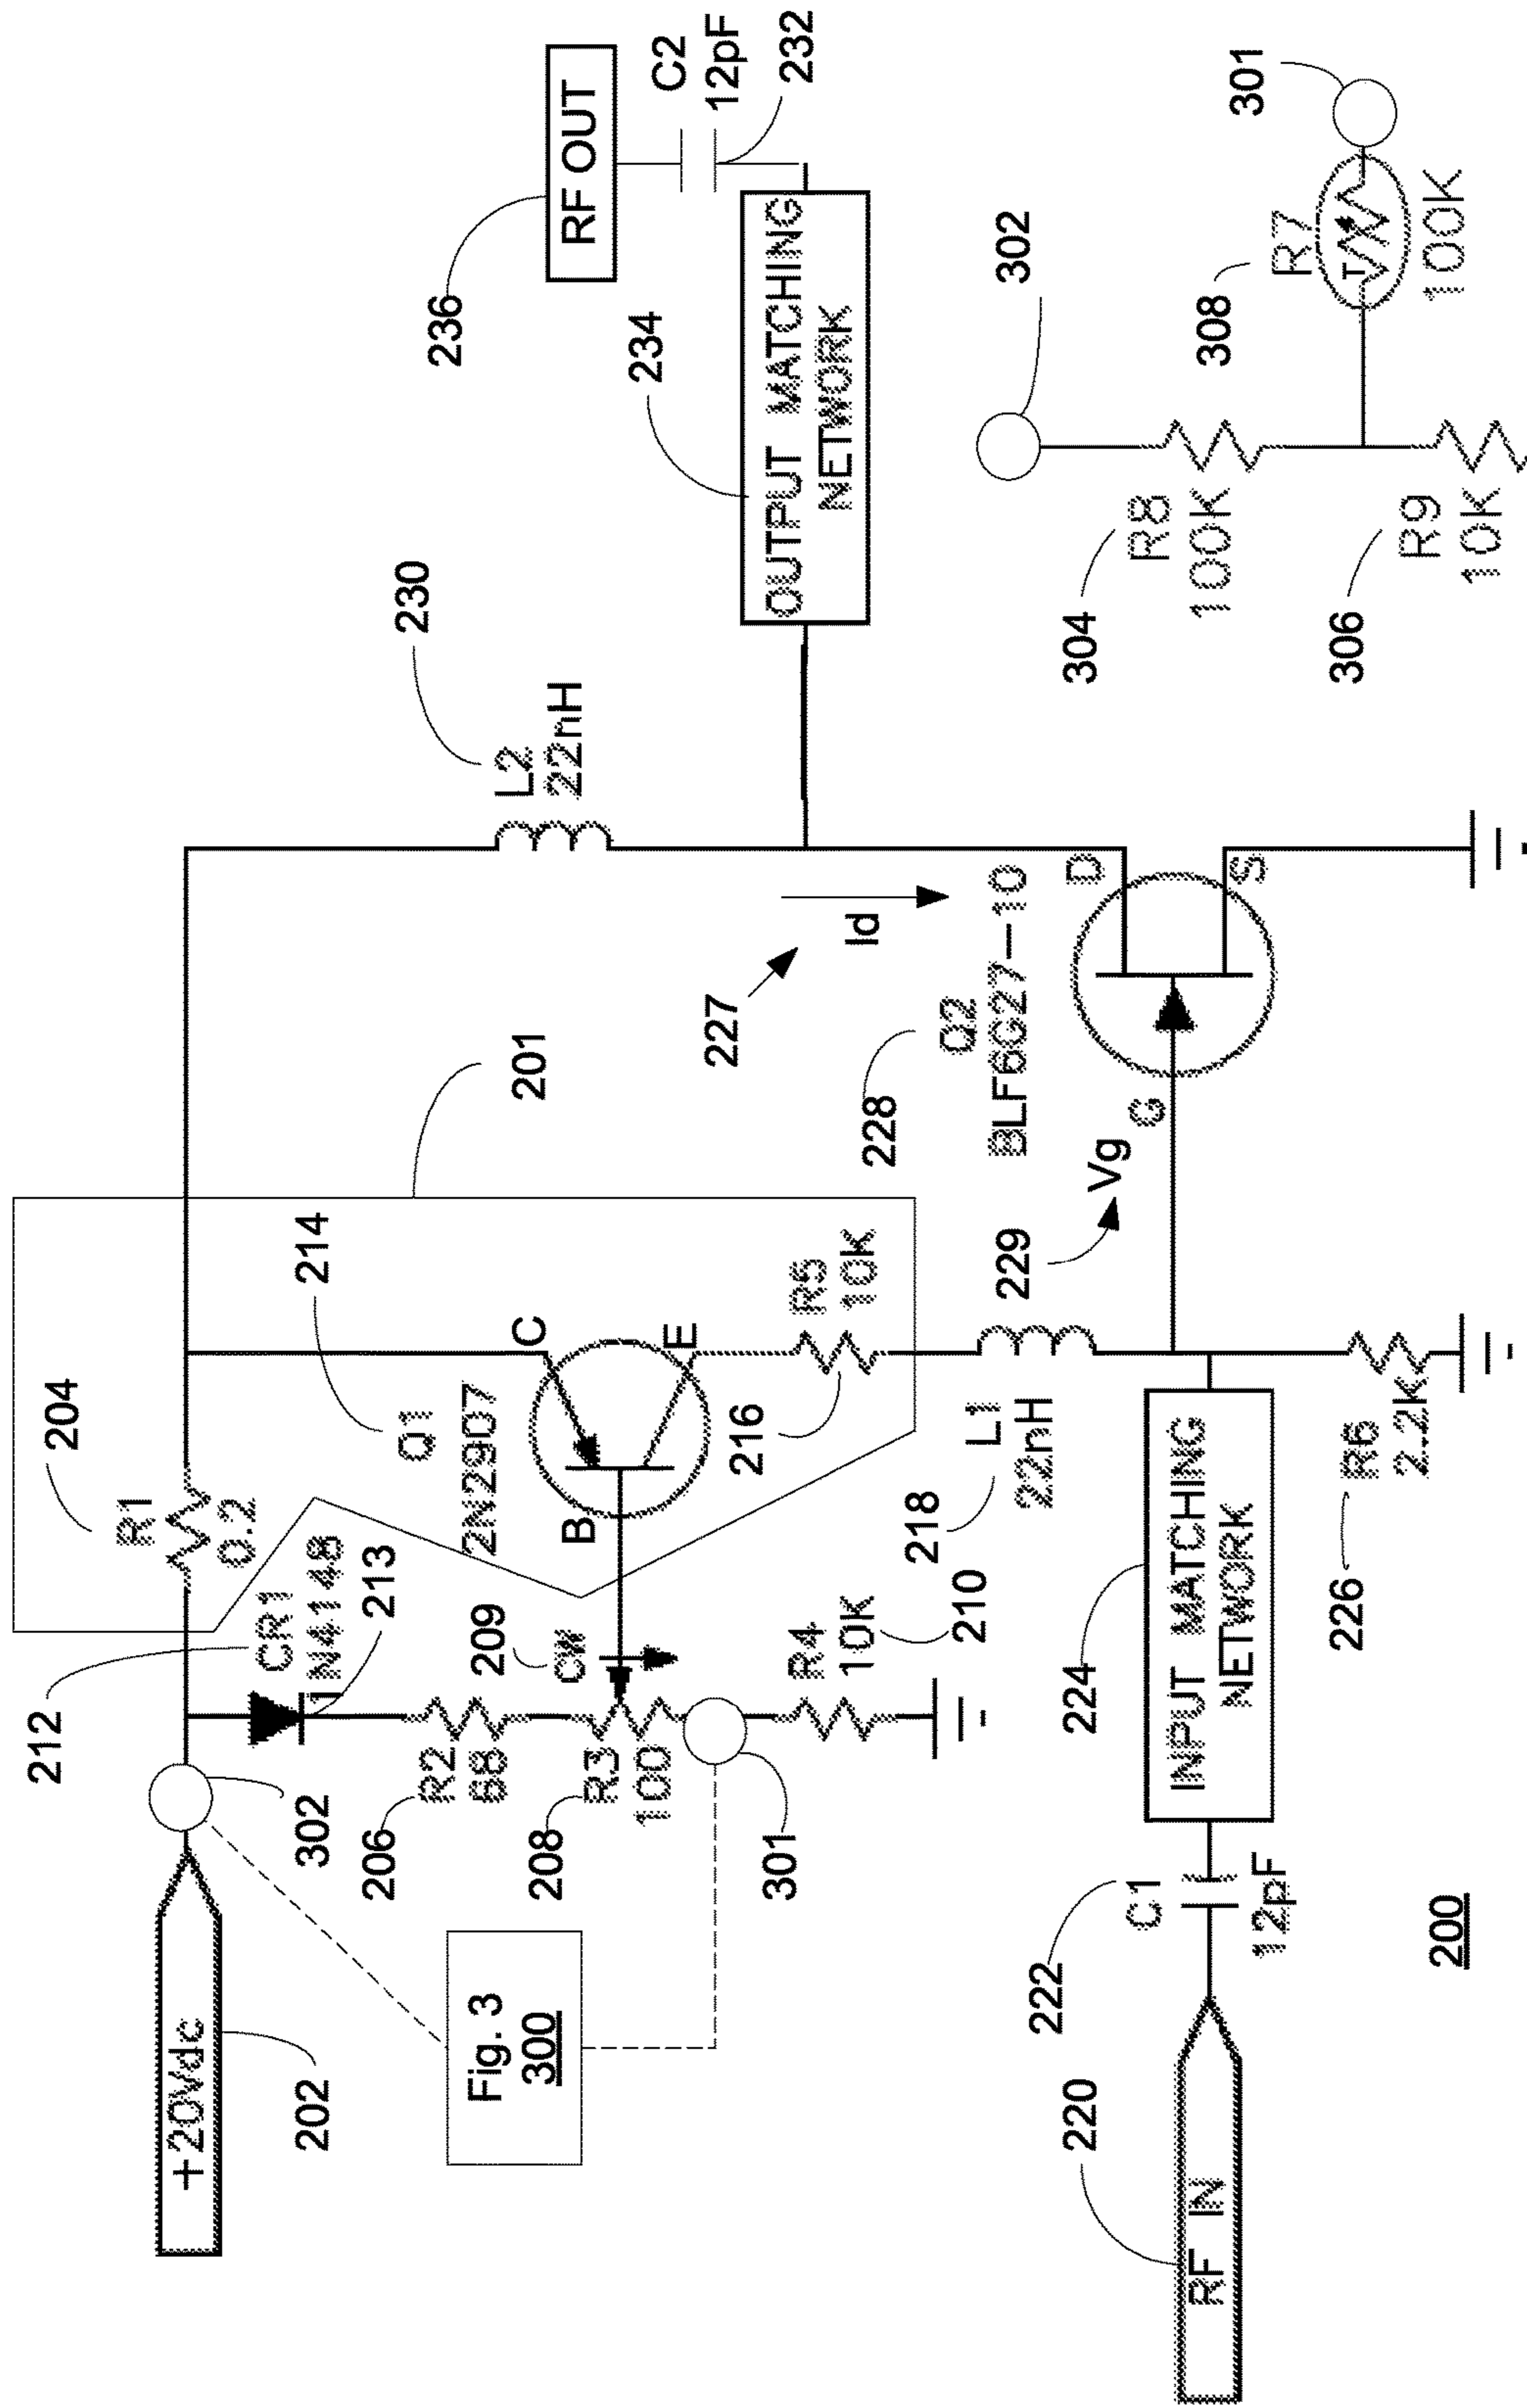 +20Vdc
202
302
212
CR1
1N4148
213
R1
0.2
204
214
Q1
2N2907
B
C
E
201
Fig. 3
300
206
R2
68
208
R3
100
209
CW
301
R4
10K
210
216
R5
10K
218
L1
22nH
229
Vg
G
D
S
227
Id
228
Q2
BLF6G27-10
230
L2
22nH
234
OUTPUT MATCHING
NETWORK
236
RF OUT
C2
12pF
232
220
RF IN
222
C1
12pF
224
INPUT MATCHING
NETWORK
226
R6
2.2K
200
302
304
R8
100K
306
R9
10K
308
R7
T
100K
301